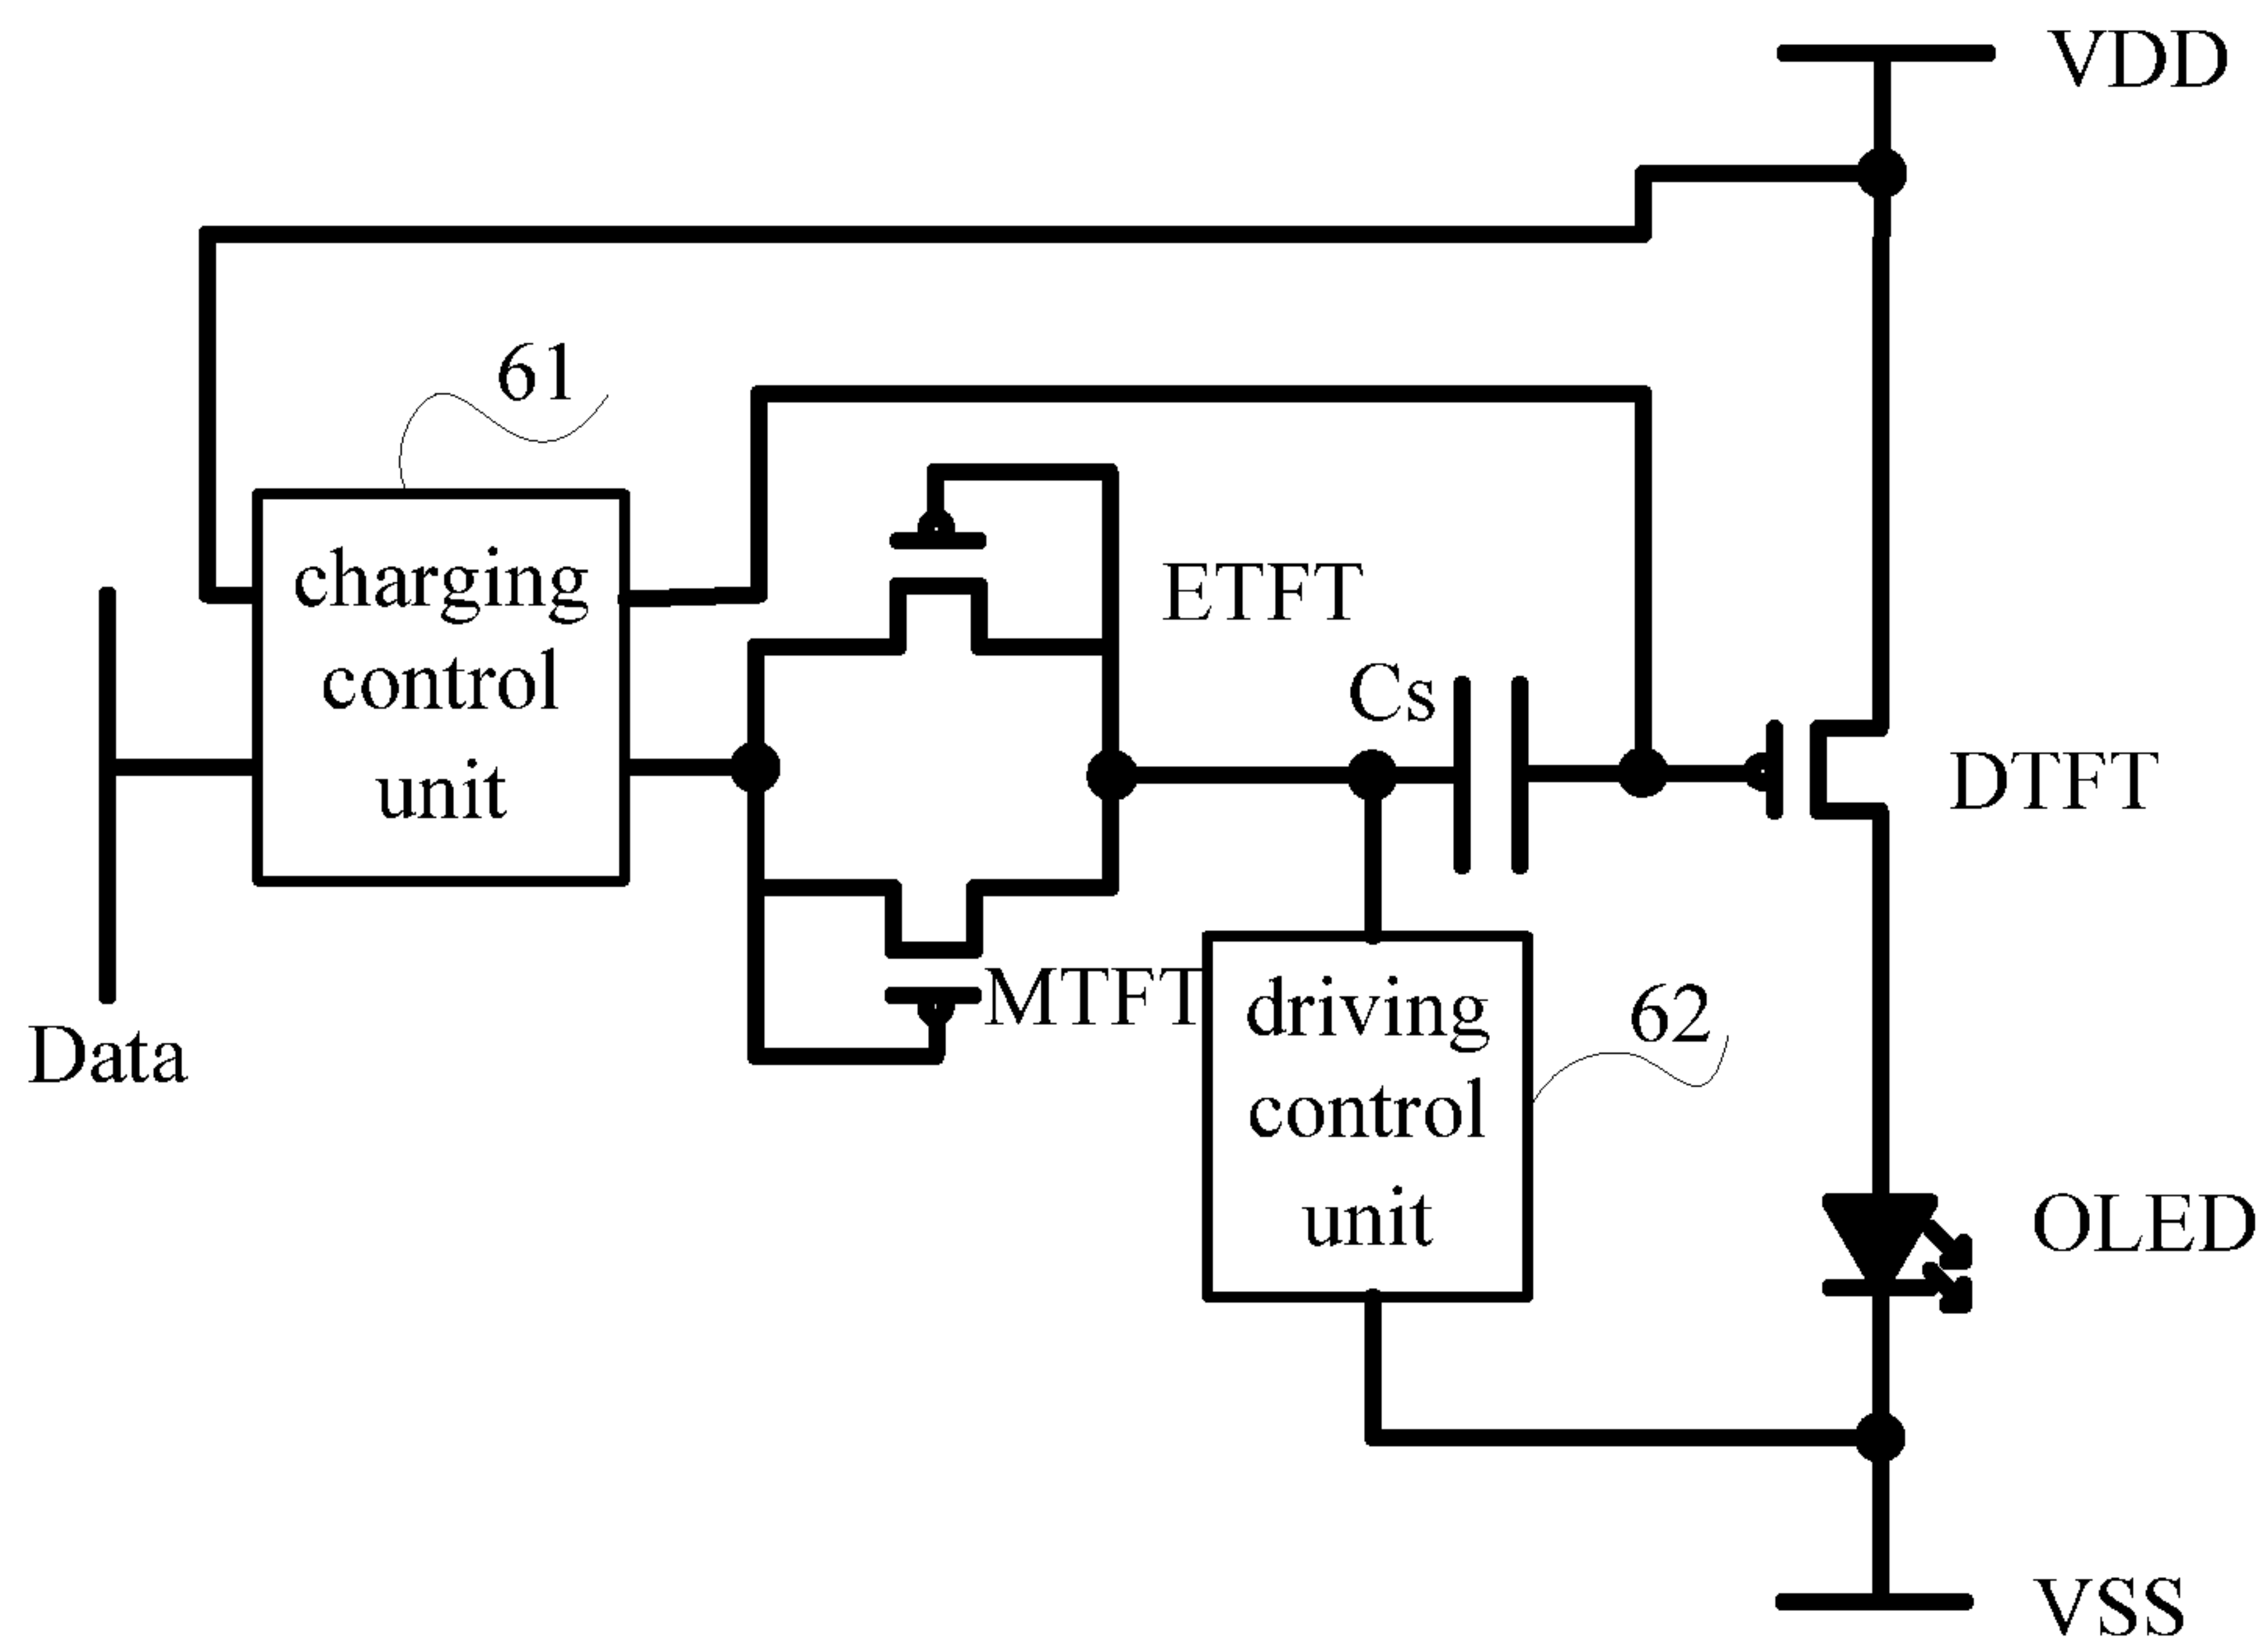 VDD
61
charging
control
unit
ETFT
Cs
DTFT
MTFT
Data
driving
control
unit
62
OLED
VSS